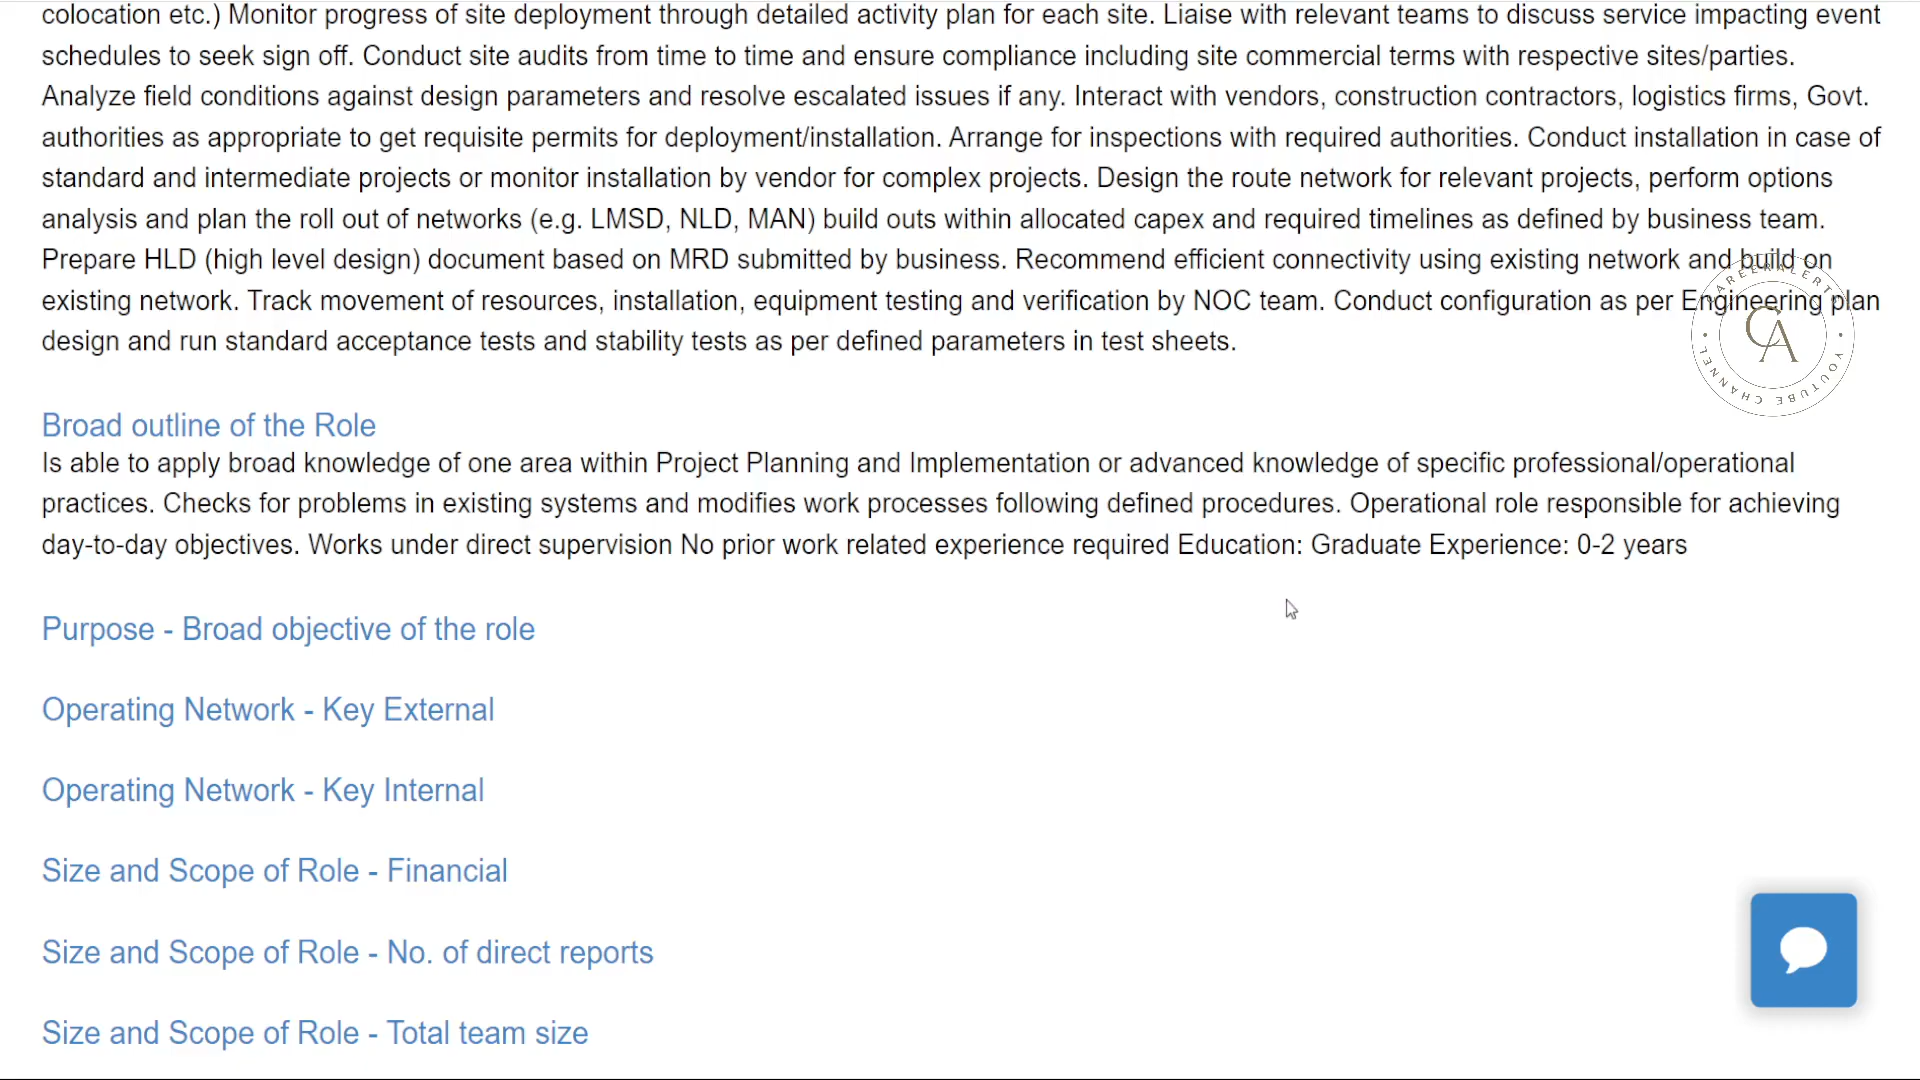 colocation etc.) Monitor progress of site deployment through detailed activity plan for each site. Liaise with relevant teams to discuss service impacting event
schedules to seek sign off. Conduct site audits from time to time and ensure compliance including site commercial terms with respective sites/parties.
Analyze field conditions against design parameters and resolve escalated issues if any. Interact with vendors, construction contractors, logistics firms, Govt.
authorities as appropriate to get requisite permits for deployment/installation. Arrange for inspections with required authorities. Conduct installation in case of
standard and intermediate projects or monitor installation by vendor for complex projects. Design the route network for relevant projects, perform options
analysis and plan the roll out of networks (e.g. LMSD, NLD, MAN) build outs within allocated capex and required timelines as defined by business team.
Prepare HLD (high level design) document based on MRD submitted by business. Recommend efficient connectivity using existing network and build on
existing network. Track movement of resources, installation, equipment testing and verification by NOC team. Conduct configuration as per Engineering plan
design and run standard acceptance tests and stability tests as per defined parameters in test sheets.
CAREERALERTO
CA
YOUTUBE CHANNEL
Broad outline of the Role
Is able to apply broad knowledge of one area within Project Planning and Implementation or advanced knowledge of specific professional/operational
practices. Checks for problems in existing systems and modifies work processes following defined procedures. Operational role responsible for achieving
day-to-day objectives. Works under direct supervision No prior work related experience required Education: Graduate Experience: 0-2 years
Purpose - Broad objective of the role
Operating Network - Key External
Operating Network - Key Internal
Size and Scope of Role - Financial
Size and Scope of Role - No. of direct reports
Size and Scope of Role - Total team size